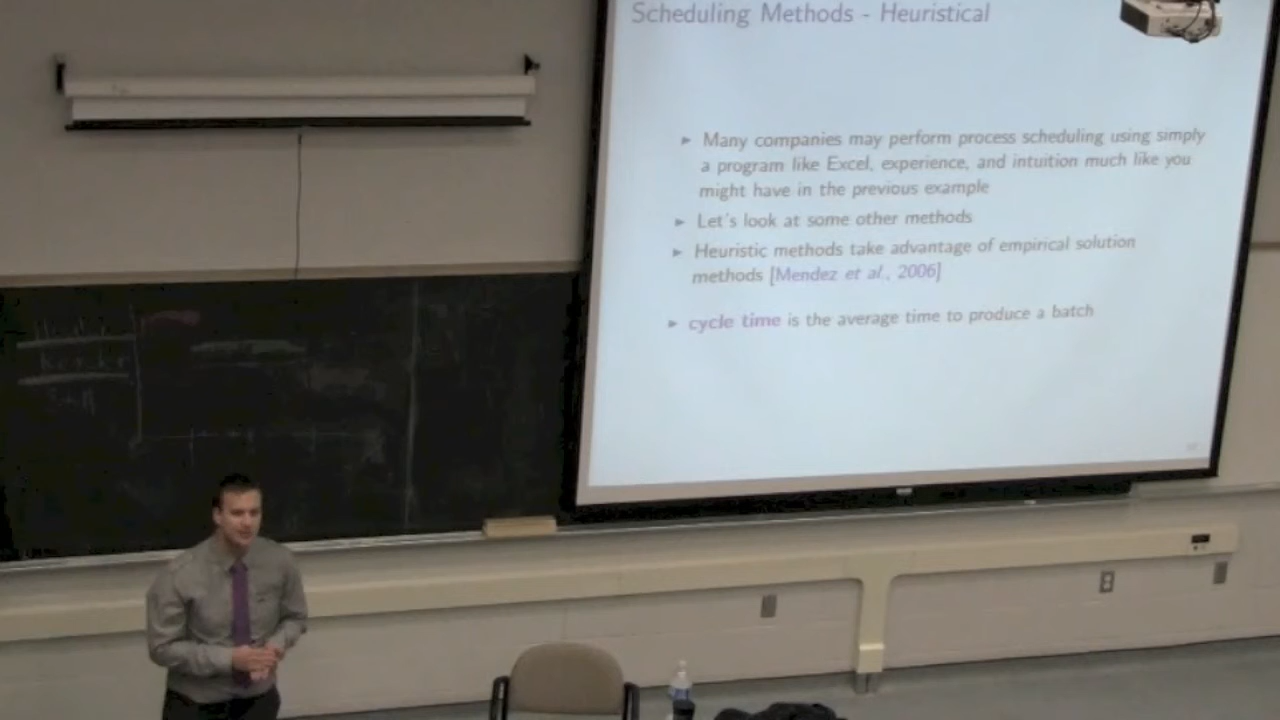 Scheduling Methods - Heuristical
► Many companies may perform process scheduling using simply
a program like Excel, experience, and intuition much like you
might have in the previous example
► Let's look at some other methods
► Heuristic methods take advantage of empirical solution
methods [Mendez et al., 2006]
► cycle time is the average time to produce a batch